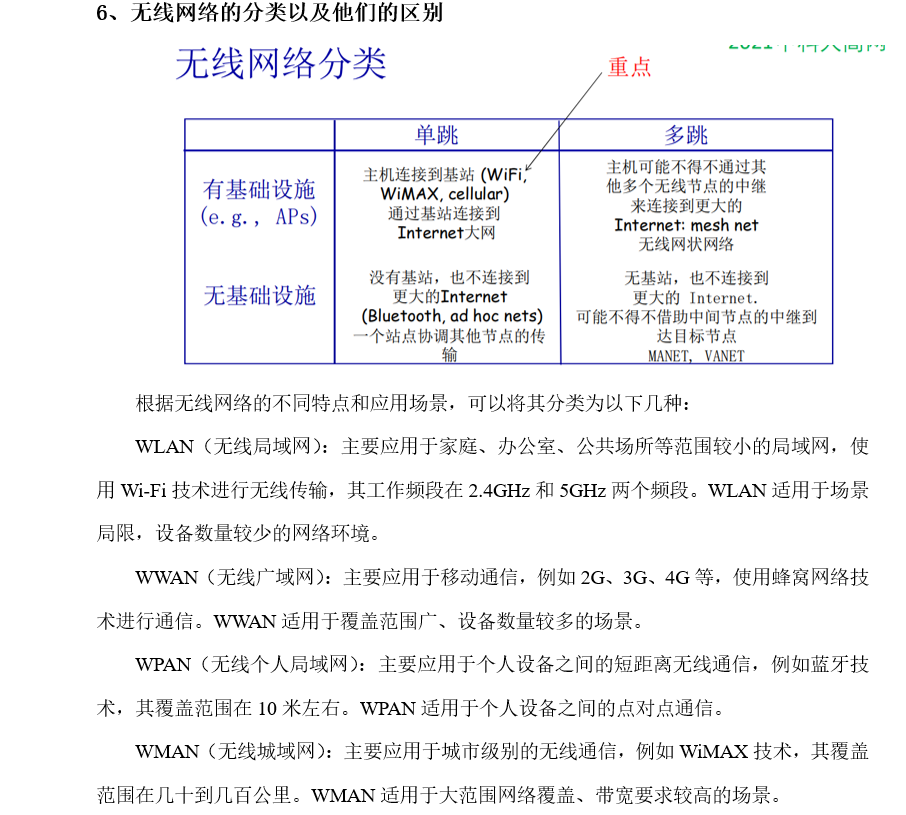 6、无线网络的分类以及他们的区别
无线网络分类
重点
单跳 多跳
有基础设施
(e.g., APs)
主机连接到基站 (WiFi,
WiMAX, cellular)
通过基站连接到
Internet大网
主机可能不得不通过其
他多个无线节点的中继
来连接到更大的
Internet: mesh net
无线网状网络
无基础设施
没有基站，也不连接到
更大的Internet
(Bluetooth, ad hoc nets)
一个站点协调其他节点的传
输
无基站，也不连接到
更大的 Internet.
可能不得不借助中间节点的中继到
达目标节点
MANET, VANET
根据无线网络的不同特点和应用场景，可以将其分类为以下几种：
WLAN（无线局域网）：主要应用于家庭、办公室、公共场所等范围较小的局域网，使
用 Wi-Fi 技术进行无线传输，其工作频段在 2.4GHz 和 5GHz 两个频段。WLAN 适用于场景
局限，设备数量较少的网络环境。
WWAN（无线广域网）：主要应用于移动通信，例如 2G、3G、4G 等，使用蜂窝网络技
术进行通信。WWAN 适用于覆盖范围广、设备数量较多的场景。
WPAN（无线个人局域网）：主要应用于个人设备之间的短距离无线通信，例如蓝牙技
术，其覆盖范围在 10 米左右。WPAN 适用于个人设备之间的点对点通信。
WMAN（无线城域网）：主要应用于城市级别的无线通信，例如 WiMAX 技术，其覆盖
范围在几十到几百公里。WMAN 适用于大范围网络覆盖、带宽要求较高的场景。